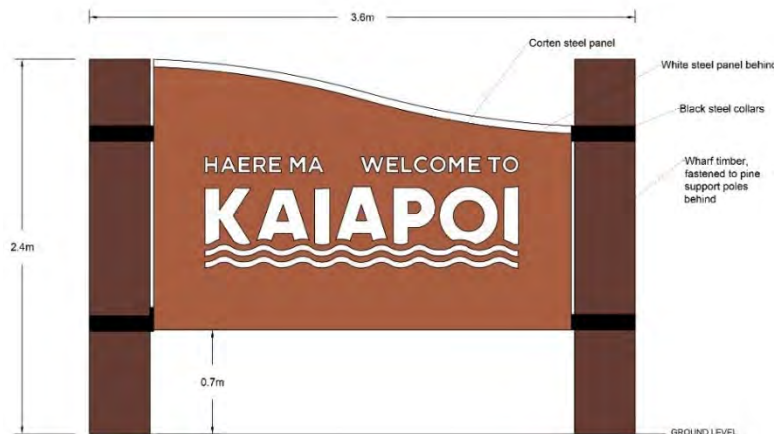 3.6m
Corten steel panel
White steel panel behind
Black steel collars
Wharf timber,
fastened to pine
support poles
behind
HAERE MA WELCOME TO
KAIAPOI
2.4m
0.7m
GROUND LEVEL